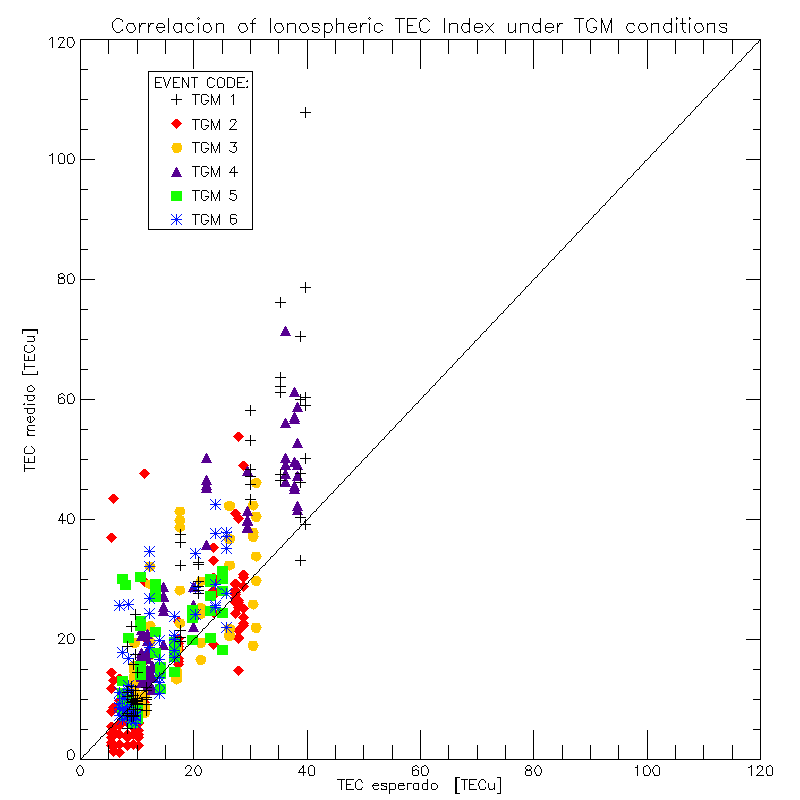 Correlacion of Ionospheric TEC Index under TGM conditions
120
EVENT CODE:
TGM 1
TGM 2
TGM 3
TGM 4
TGM 5
TGM 6
100
80
60
40
20
0
TEC medido [TECu]
0 20 40 60 80 100 120
TEC esperado [TECu]